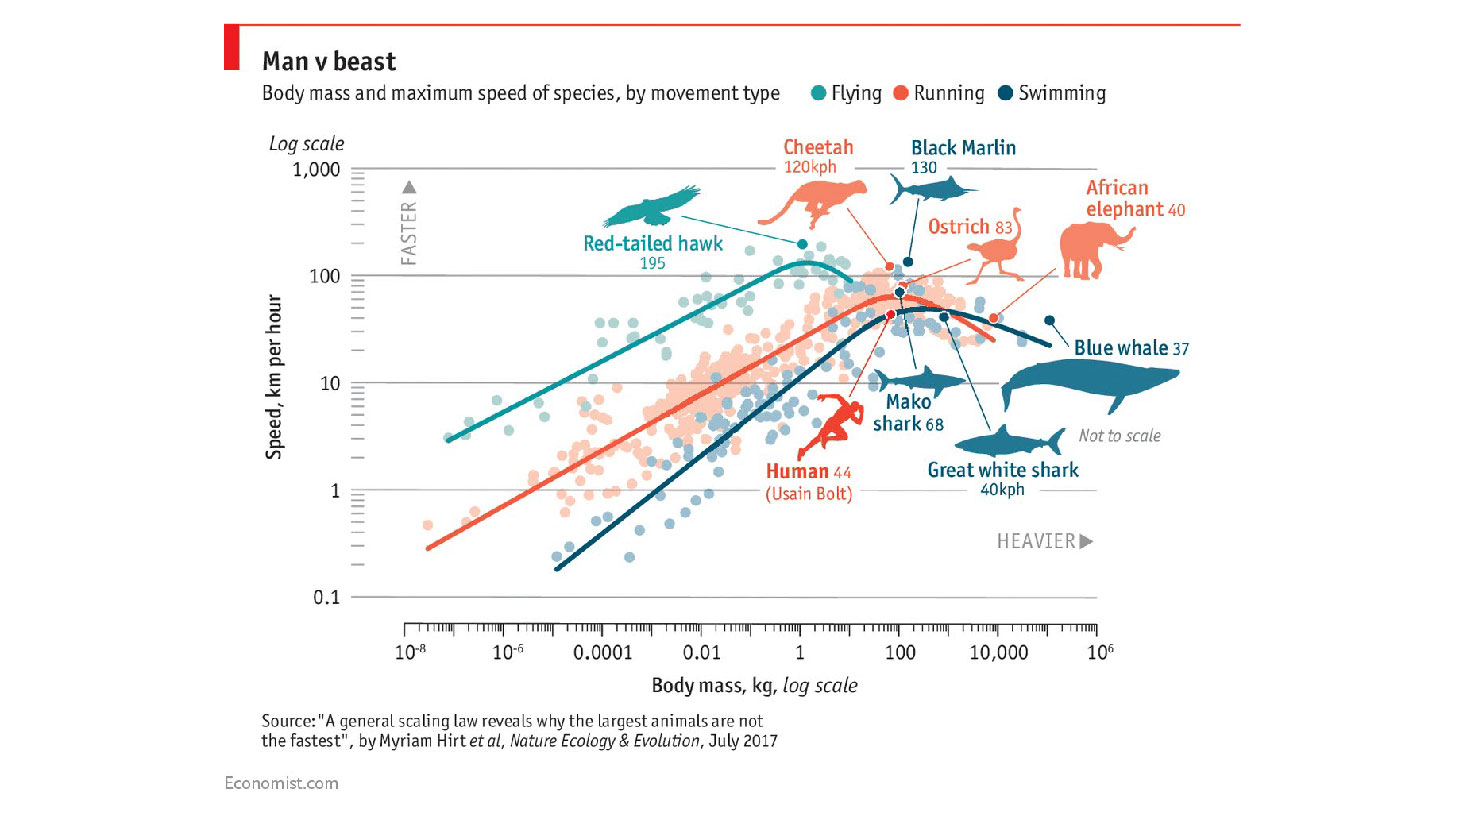 Man v beast
Body mass and maximum speed of species, by movement type
Flying
Running
Swimming
Log scale
1,000
100
10
1
0.1
Speed, km per hour
FASTER
Cheetah
120kph
Black Marlin
130
African
elephant 40
Ostrich 83
Red-tailed hawk
195
Blue whale 37
Mako
shark 68
Not to scale
Human 44
(Usain Bolt)
Great white shark
40kph
HEAVIER
10-8
10-6
0.0001
0.01
1
100
10,000
10⁶
Body mass, kg, log scale
Source: "A general scaling law reveals why the largest animals are not
the fastest", by Myriam Hirt et al, Nature Ecology & Evolution, July 2017
Economist.com